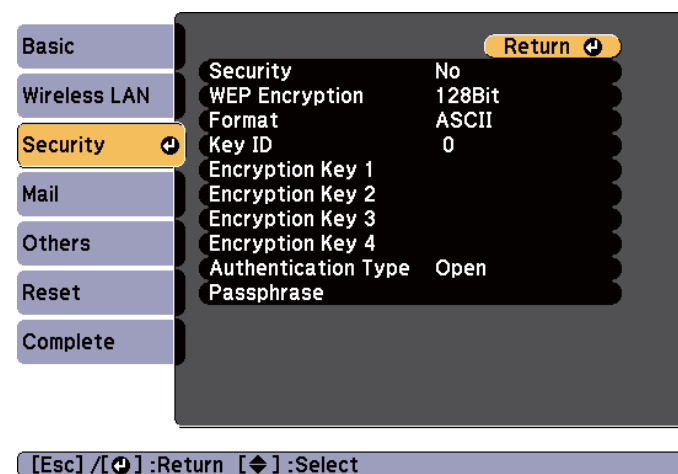 Basic
Wireless LAN
Security
Mail
Others
Reset
Complete
Return
Security No
WEP Encryption 128Bit
Format ASCII
Key ID 0
Encryption Key 1
Encryption Key 2
Encryption Key 3
Encryption Key 4
Authentication Type Open
Passphrase
[Esc] /[⏎] :Return [◆] :Select